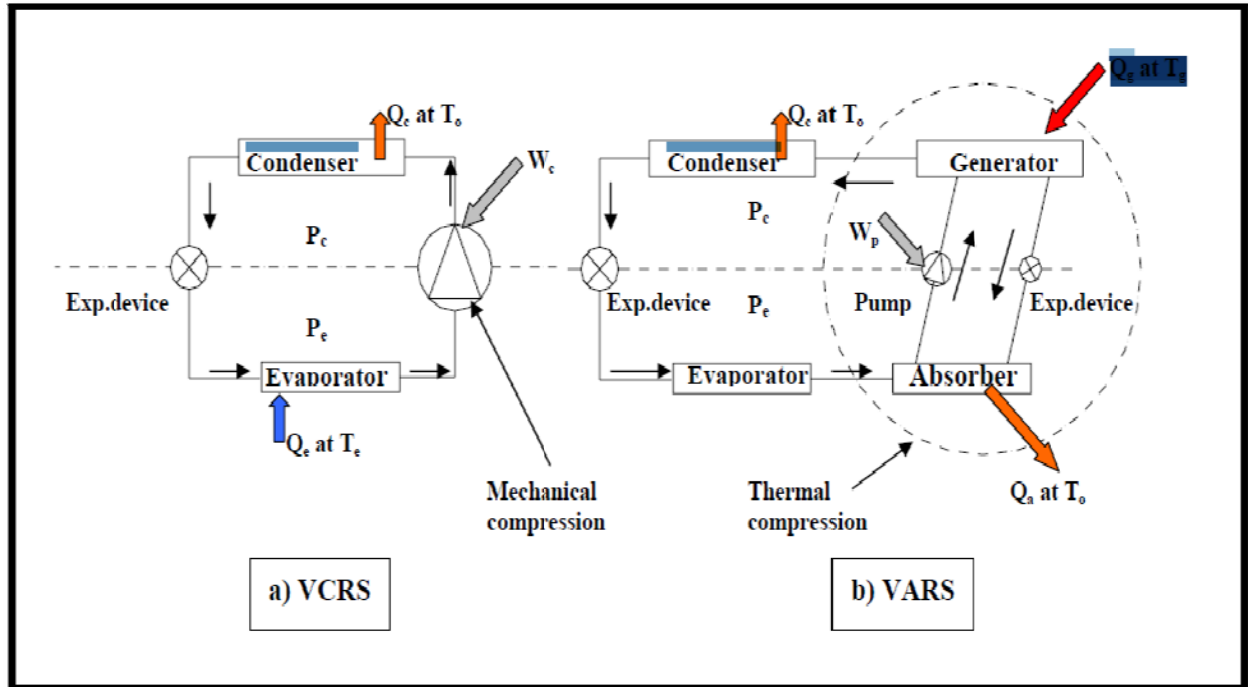 Qc at To
Condenser
Wc
Pc
Exp.device
Pe
Evaporator
Qe at Te
Mechanical
compression
a) VCRS
Qg at Tg
Qc at To
Condenser
Generator
Pc
Wp
Exp.device
Pe
Pump
Exp.device
Evaporator
Absorber
Thermal
compression
Qa at To
b) VARS